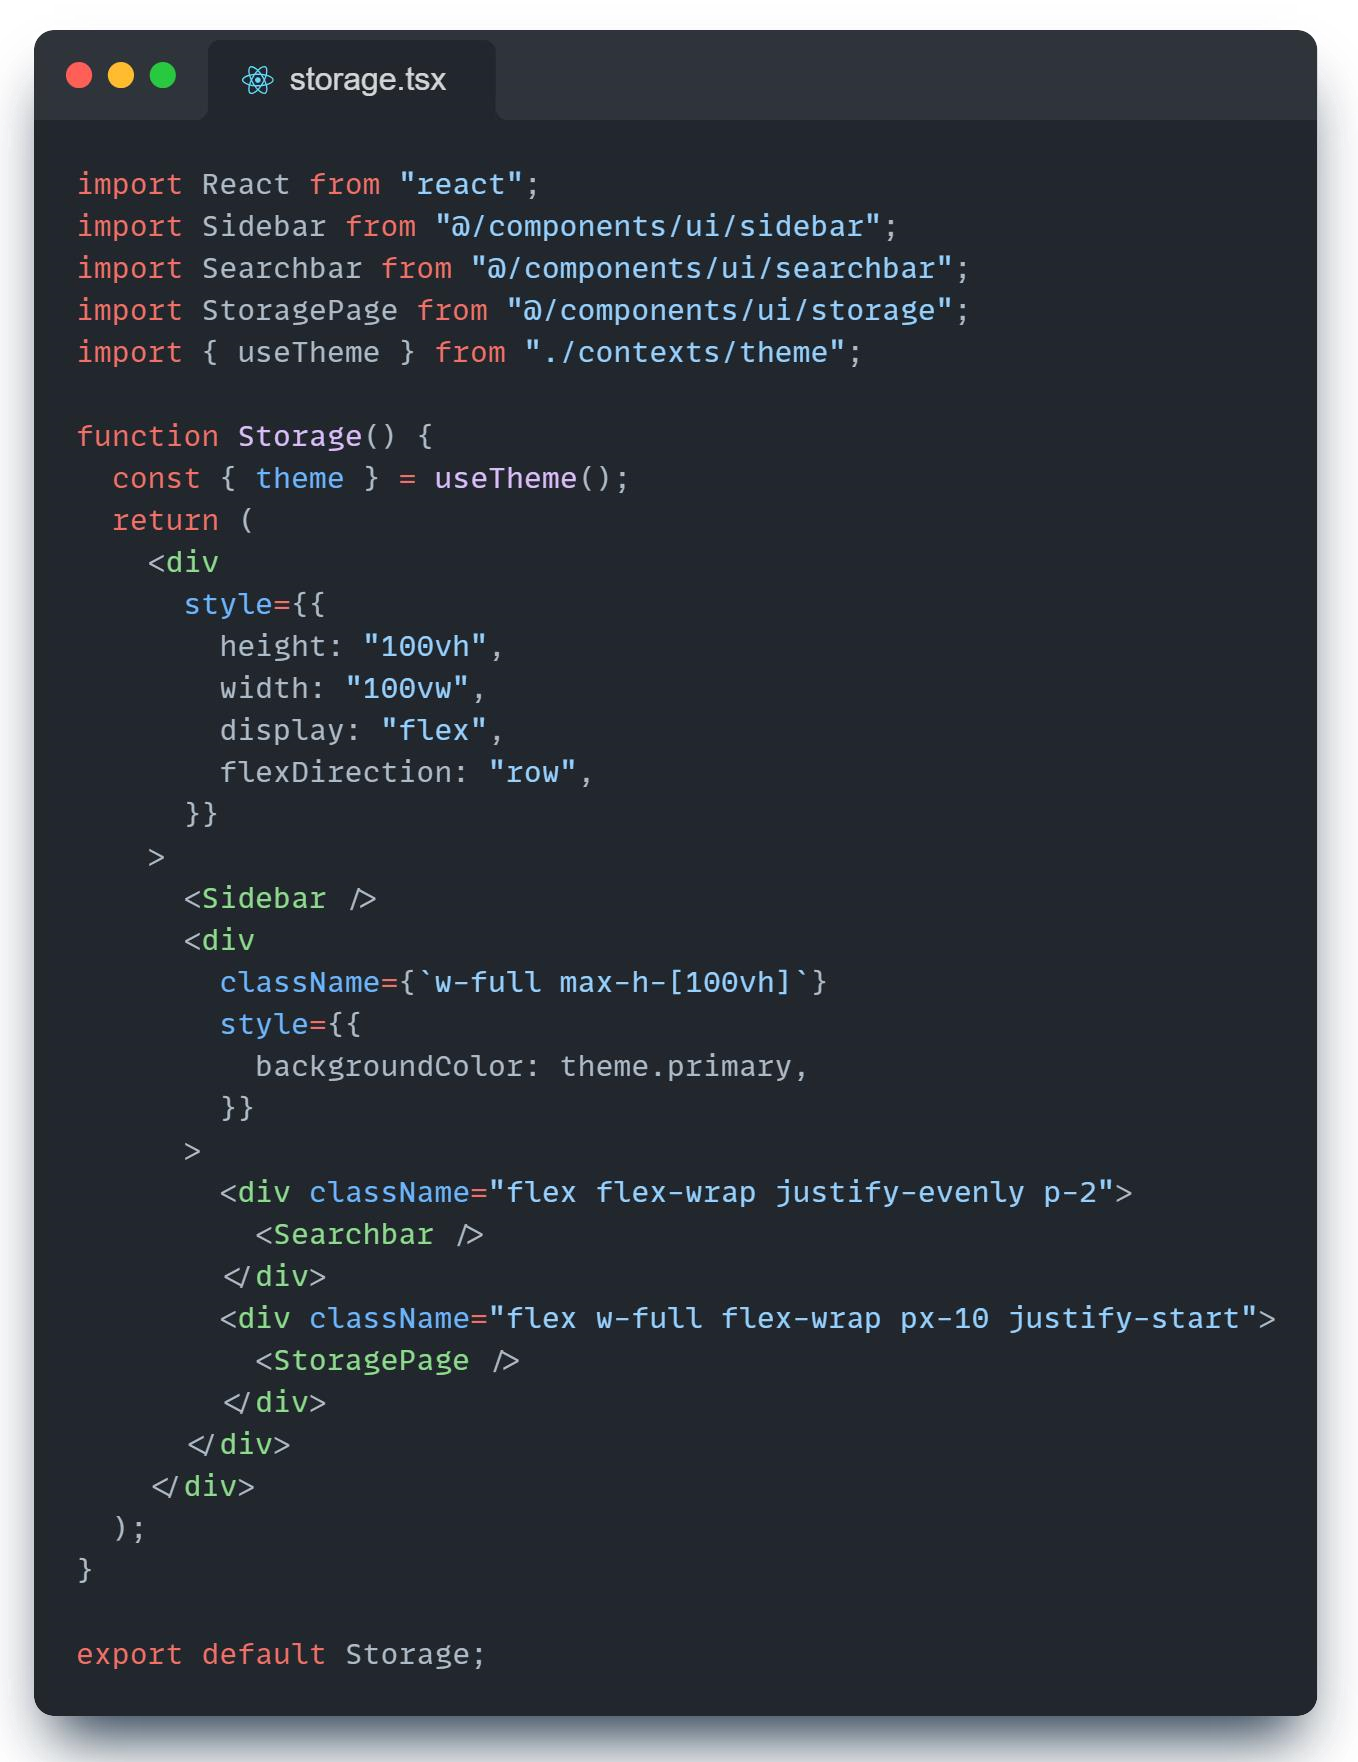 storage.tsx
import React from "react";
import Sidebar from "@/components/ui/sidebar";
import Searchbar from "@/components/ui/searchbar";
import StoragePage from "@/components/ui/storage";
import { useTheme } from "./contexts/theme";

function Storage() {
  const { theme } = useTheme();
  return (
    <div
      style={{
        height: "100vh",
        width: "100vw",
        display: "flex",
        flexDirection: "row",
      }}
    >
      <Sidebar />
      <div
        className={`w-full max-h-[100vh]`}
        style={{
          backgroundColor: theme.primary,
        }}
      >
        <div className="flex flex-wrap justify-evenly p-2">
          <Searchbar />
        </div>
        <div className="flex w-full flex-wrap px-10 justify-start">
          <StoragePage />
        </div>
      </div>
    </div>
  );
}

export default Storage;